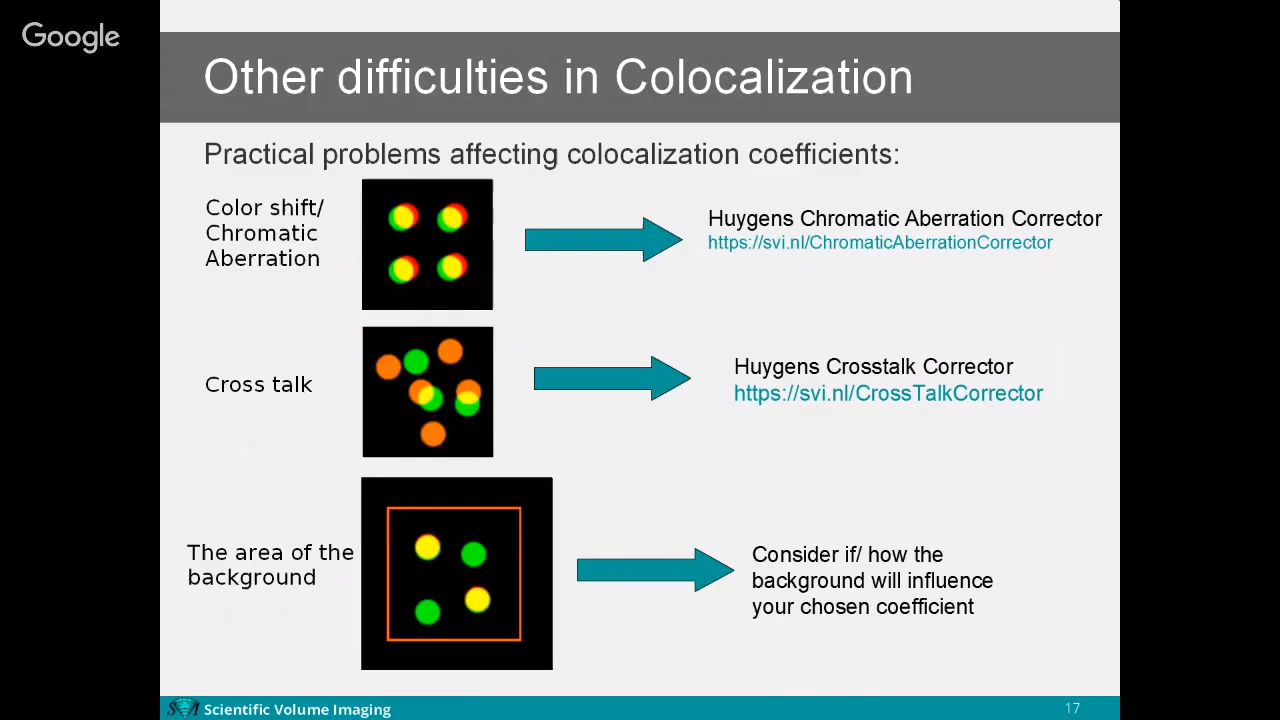 Google
Other difficulties in Colocalization
Practical problems affecting colocalization coefficients:
Color shift/
Chromatic
Aberration
Huygens Chromatic Aberration Corrector
https://svi.nl/ChromaticAberrationCorrector
Cross talk
Huygens Crosstalk Corrector
https://svi.nl/CrossTalkCorrector
The area of the
background
Consider if/ how the
background will influence
your chosen coefficient
SVI Scientific Volume Imaging
17